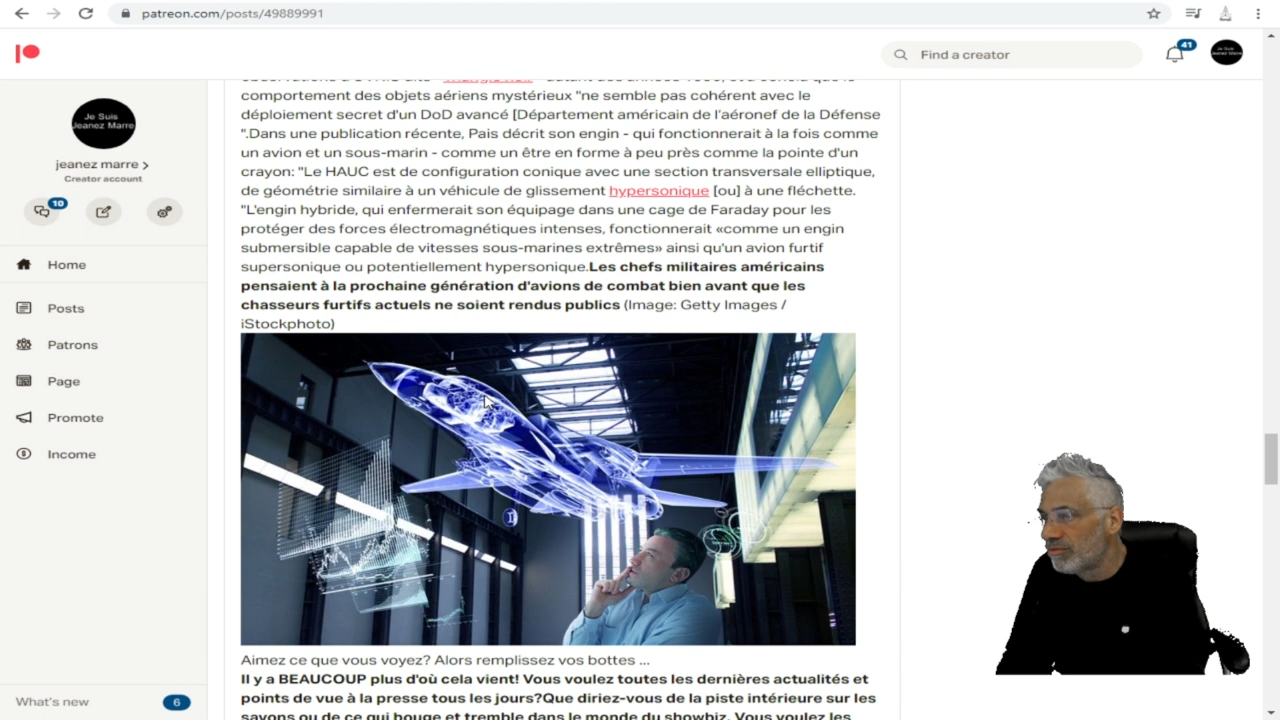 patreon.com/posts/49889991
Find a creator
41
Je Suis
Jeanez Marre
jeanez marre
Creator account
10
Home
Posts
Patrons
Page
Promote
Income
What's new
6
comportement des objets aériens mystérieux "ne semble pas cohérent avec le
déploiement secret d'un DoD avancé [Département américain de l'aéronef de la Défense
".Dans une publication récente, Pais décrit son engin - qui fonctionnerait à la fois comme
un avion et un sous-marin - comme un être en forme à peu près comme la pointe d'un
crayon: "Le HAUC est de configuration conique avec une section transversale elliptique,
de géométrie similaire à un véhicule de glissement hypersonique [ou] à une fléchette.
"L'engin hybride, qui enfermerait son équipage dans une cage de Faraday pour les
protéger des forces électromagnétiques intenses, fonctionnerait «comme un engin
submersible capable de vitesses sous-marines extrêmes» ainsi qu'un avion furtif
supersonique ou potentiellement hypersonique.Les chefs militaires américains
pensaient à la prochaine génération d'avions de combat bien avant que les
chasseurs furtifs actuels ne soient rendus publics (Image: Getty Images /
iStockphoto)
Aimez ce que vous voyez? Alors remplissez vos bottes ...
Il y a BEAUCOUP plus d'où cela vient! Vous voulez toutes les dernières actualités et
points de vue à la presse tous les jours?Que diriez-vous de la piste intérieure sur les
savons ou de ce qui bouge et tremble dans le monde du showbiz. Vous voulez les